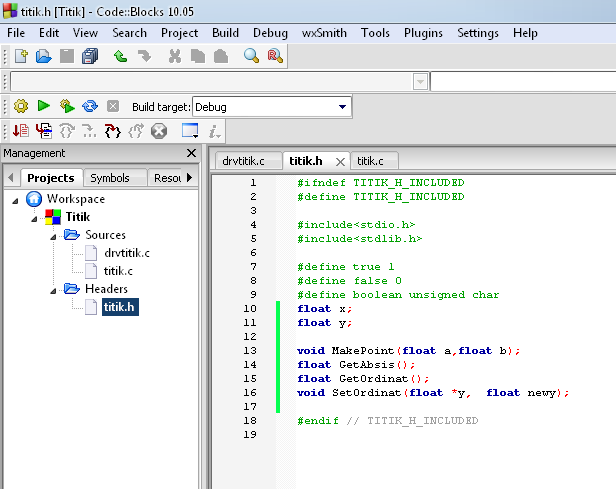 titik.h [Titik] - Code::Blocks 10.05
File Edit View Search Project Build Debug wxSmith Tools Plugins Settings Help
Build target: Debug
Management
Projects Symbols Resou
Workspace
Titik
Sources
drvtitik.c
titik.c
Headers
titik.h
drvtitik.c titik.h titik.c
1 #ifndef TITIK_H_INCLUDED
2 #define TITIK_H_INCLUDED
3
4 #include<stdio.h>
5 #include<stdlib.h>
6
7 #define true 1
8 #define false 0
9 #define boolean unsigned char
10 float x;
11 float y;
12
13 void MakePoint(float a,float b);
14 float GetAbsis();
15 float GetOrdinat();
16 void SetOrdinat(float *y, float newy);
17
18 #endif // TITIK_H_INCLUDED
19